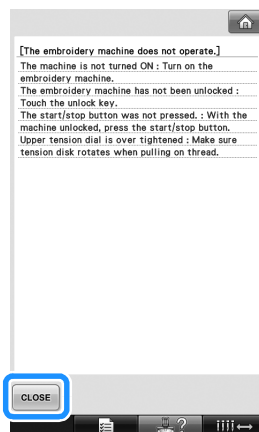 [The embroidery machine does not operate.]
The machine is not turned ON : Turn on the
embroidery machine.
The embroidery machine has not been unlocked :
Touch the unlock key.
The start/stop button was not pressed. : With the
machine unlocked, press the start/stop button.
Upper tension dial is over tightened : Make sure
tension disk rotates when pulling on thread.
CLOSE
?